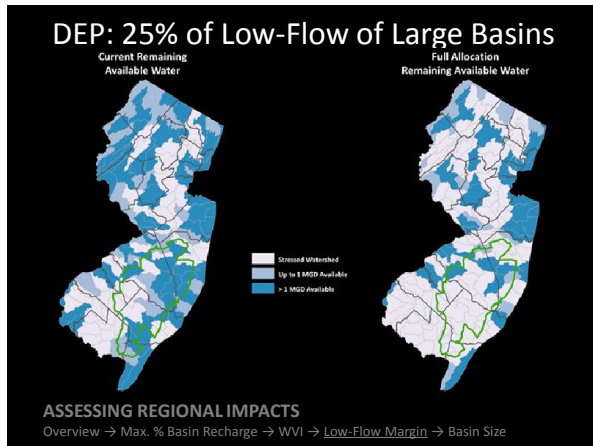 DEP: 25% of Low-Flow of Large Basins
Current Remaining
Available Water
Full Allocation
Remaining Available Water
Stressed Watershed
Up to 1 MGD Available
> 1 MGD Available
ASSESSING REGIONAL IMPACTS
Overview → Max. % Basin Recharge → WVI → Low-Flow Margin → Basin Size